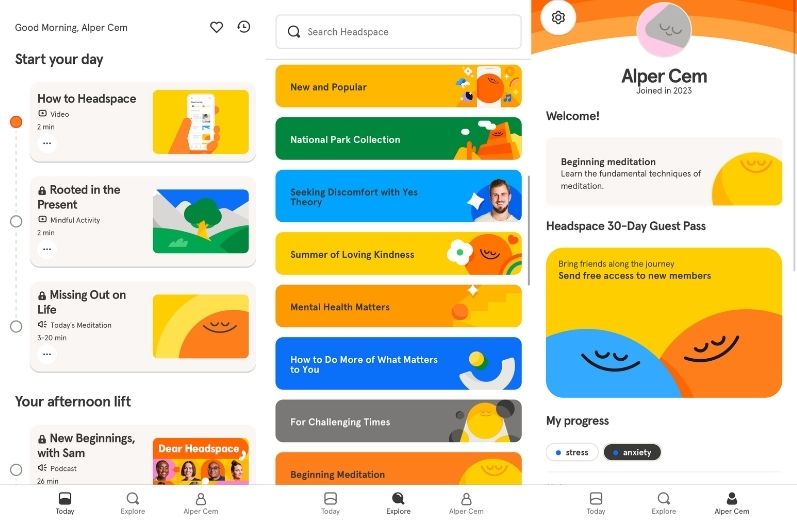 Good Morning, Alper Cem
Start your day
How to Headspace
Video
2 min
Rooted in the
Present
Mindful Activity
2 min
Missing Out on
Life
Today's Meditation
3-20 min
Your afternoon lift
New Beginnings,
with Sam
Podcast
26 min
Dear Headspace
Today
Explore
Alper Cem
Search Headspace
New and Popular
National Park Collection
Seeking Discomfort with Yes
Theory
Summer of Loving Kindness
Mental Health Matters
How to Do More of What Matters
to You
For Challenging Times
Beginning Meditation
Today
Explore
Alper Cem
Alper Cem
Joined in 2023
Welcome!
Beginning meditation
Learn the fundamental techniques of
meditation.
Headspace 30-Day Guest Pass
Bring friends along the journey
Send free access to new members
My progress
stress
anxiety
Today
Explore
Alper Cem